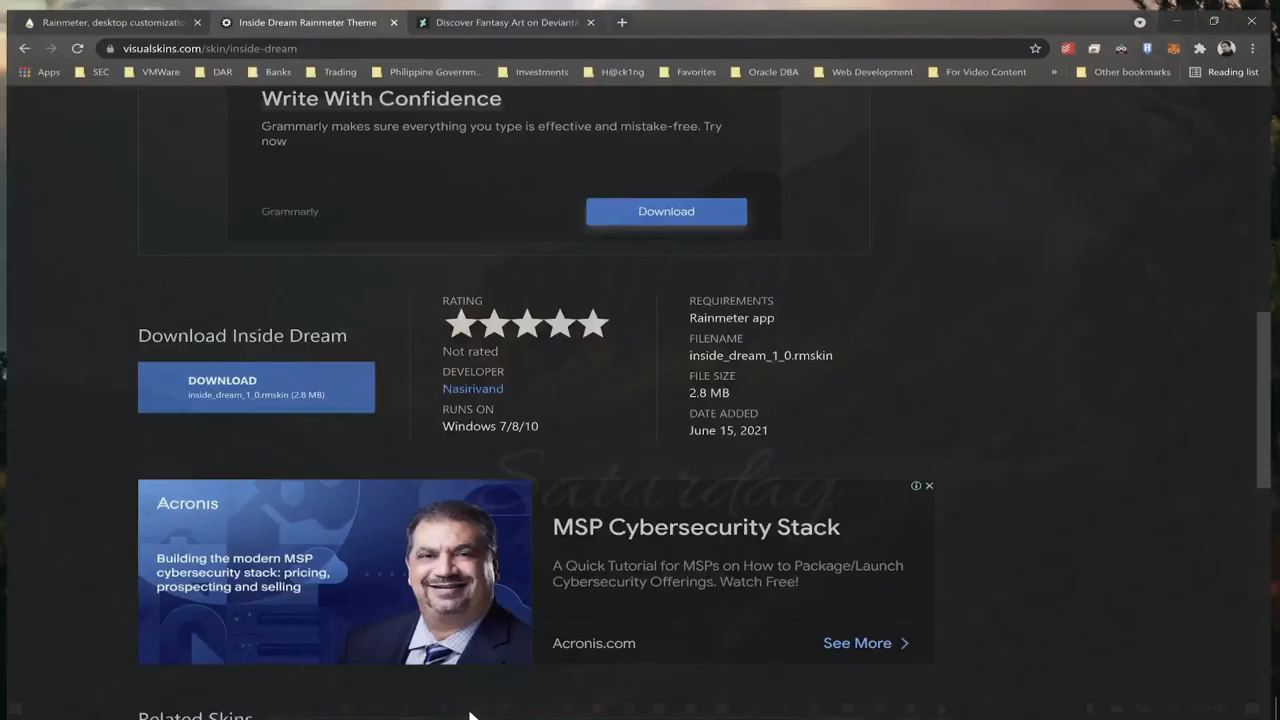 Rainmeter, desktop customizatio
Inside Dream Rainmeter Theme
Discover Fantasy Art on Deviant
visualskins.com/skin/inside-dream
Apps
SEC
VMWare
DAR
Banks
Trading
Philippine Governm...
Investments
H@ck1ng
Favorites
Oracle DBA
Web Development
For Video Content
»
Other bookmarks
Reading list
Write With Confidence
Grammarly makes sure everything you type is effective and mistake-free. Try
now
Grammarly
Download
Download Inside Dream
DOWNLOAD
inside_dream_1_0.rmskin (2.8 MB)
RATING
Not rated
DEVELOPER
Nasirivand
RUNS ON
Windows 7/8/10
REQUIREMENTS
Rainmeter app
FILENAME
inside_dream_1_0.rmskin
FILE SIZE
2.8 MB
DATE ADDED
June 15, 2021
Saturday
Acronis
Building the modern MSP
cybersecurity stack: pricing,
prospecting and selling
MSP Cybersecurity Stack
A Quick Tutorial for MSPs on How to Package/Launch
Cybersecurity Offerings. Watch Free!
Acronis.com
See More
Related Skins